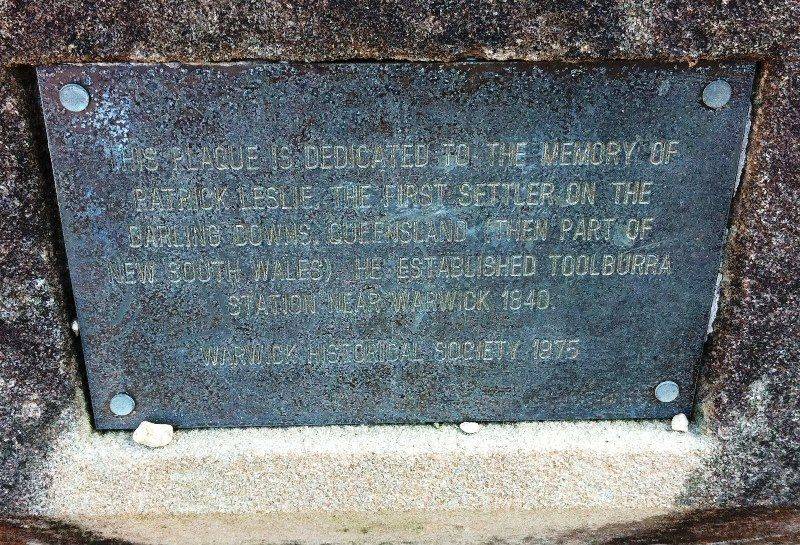 THIS PLAQUE IS DEDICATED TO THE MEMORY OF
PATRICK LESLIE, THE FIRST SETTLER ON THE
DARLING DOWNS, QUEENSLAND (THEN PART OF
NEW SOUTH WALES). HE ESTABLISHED TOOLBURRA
STATION NEAR WARWICK 1840.
WARWICK HISTORICAL SOCIETY 1975